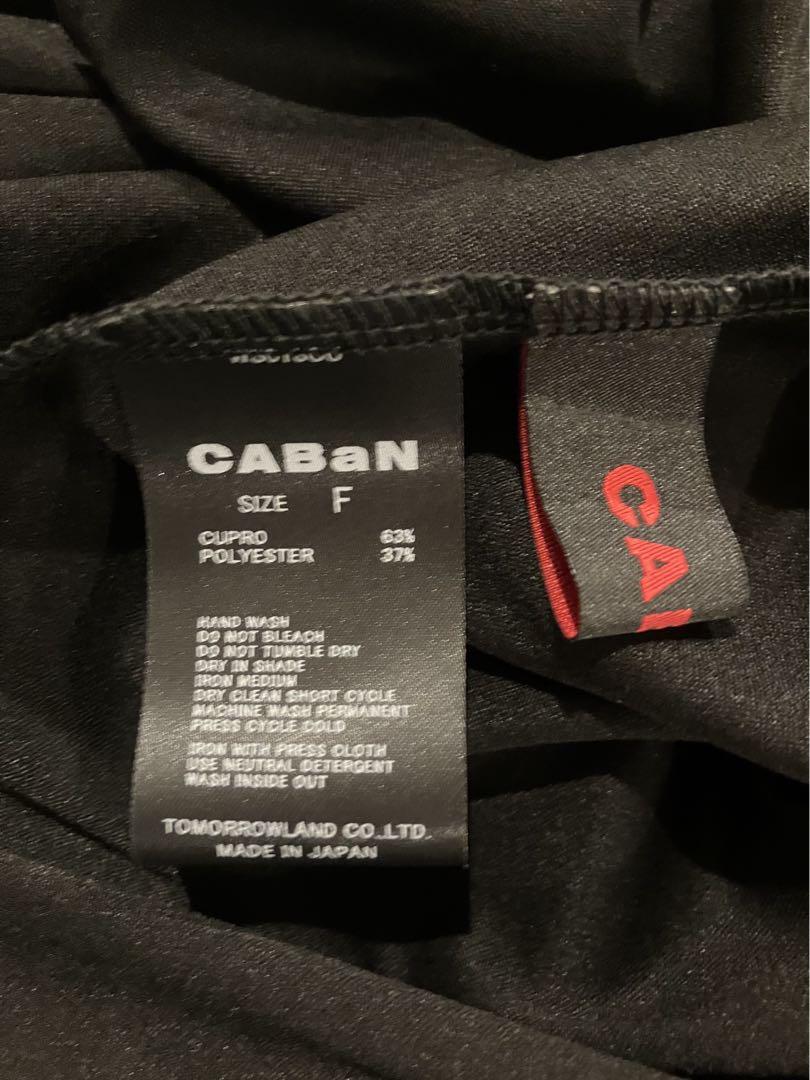 CABaN
SIZE F
CUPRO 63%
POLYESTER 37%
HAND WASH
DO NOT BLEACH
DO NOT TUMBLE DRY
DRY IN SHADE
IRON MEDIUM
DRY CLEAN SHORT CYCLE
MACHINE WASH PERMANENT
PRESS CYCLE COLD
IRON WITH PRESS CLOTH
USE NEUTRAL DETERGENT
WASH INSIDE OUT
TOMORROWLAND CO.,LTD.
MADE IN JAPAN
CA